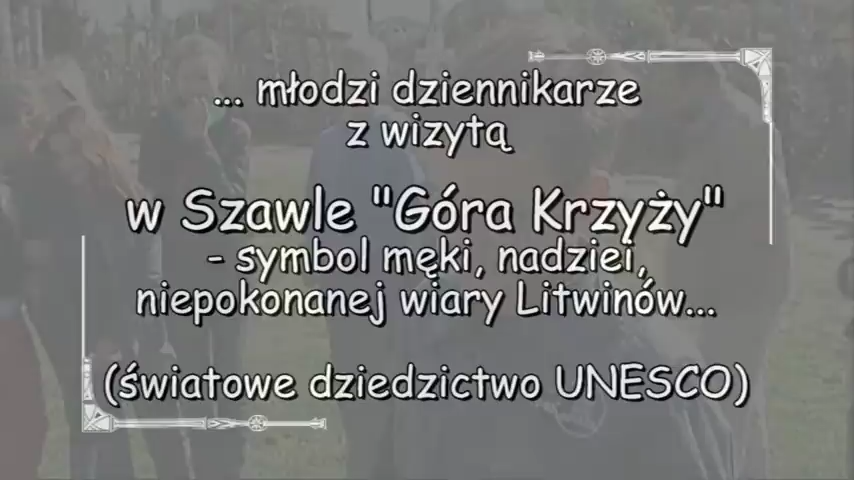 ... młodzi dziennikarze
z wizytą
w Szawle "Góra Krzyży"
- symbol męki, nadziei,
niepokonanej wiary Litwinów...
(światowe dziedzictwo UNESCO)